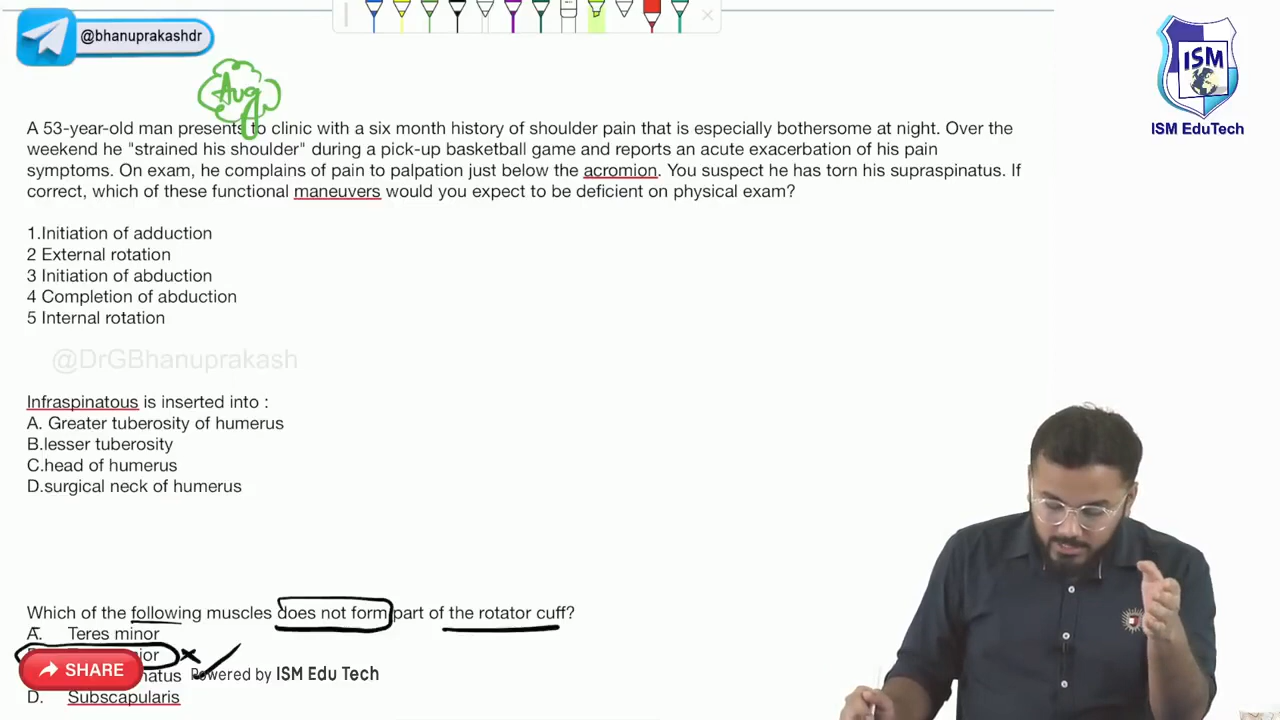 @bhanuprakashdr
ISM
ISM EduTech
Aug
A 53-year-old man presents to clinic with a six month history of shoulder pain that is especially bothersome at night. Over the
weekend he "strained his shoulder" during a pick-up basketball game and reports an acute exacerbation of his pain
symptoms. On exam, he complains of pain to palpation just below the acromion. You suspect he has torn his supraspinatus. If
correct, which of these functional maneuvers would you expect to be deficient on physical exam?
1.Initiation of adduction
2 External rotation
3 Initiation of abduction
4 Completion of abduction
5 Internal rotation
@DrGBhanuprakash
Infraspinatous is inserted into :
A. Greater tuberosity of humerus
B.lesser tuberosity
C.head of humerus
D.surgical neck of humerus
Which of the following muscles does not form part of the rotator cuff?
A. Teres minor
SHARE
Powered by ISM Edu Tech
D. Subscapularis